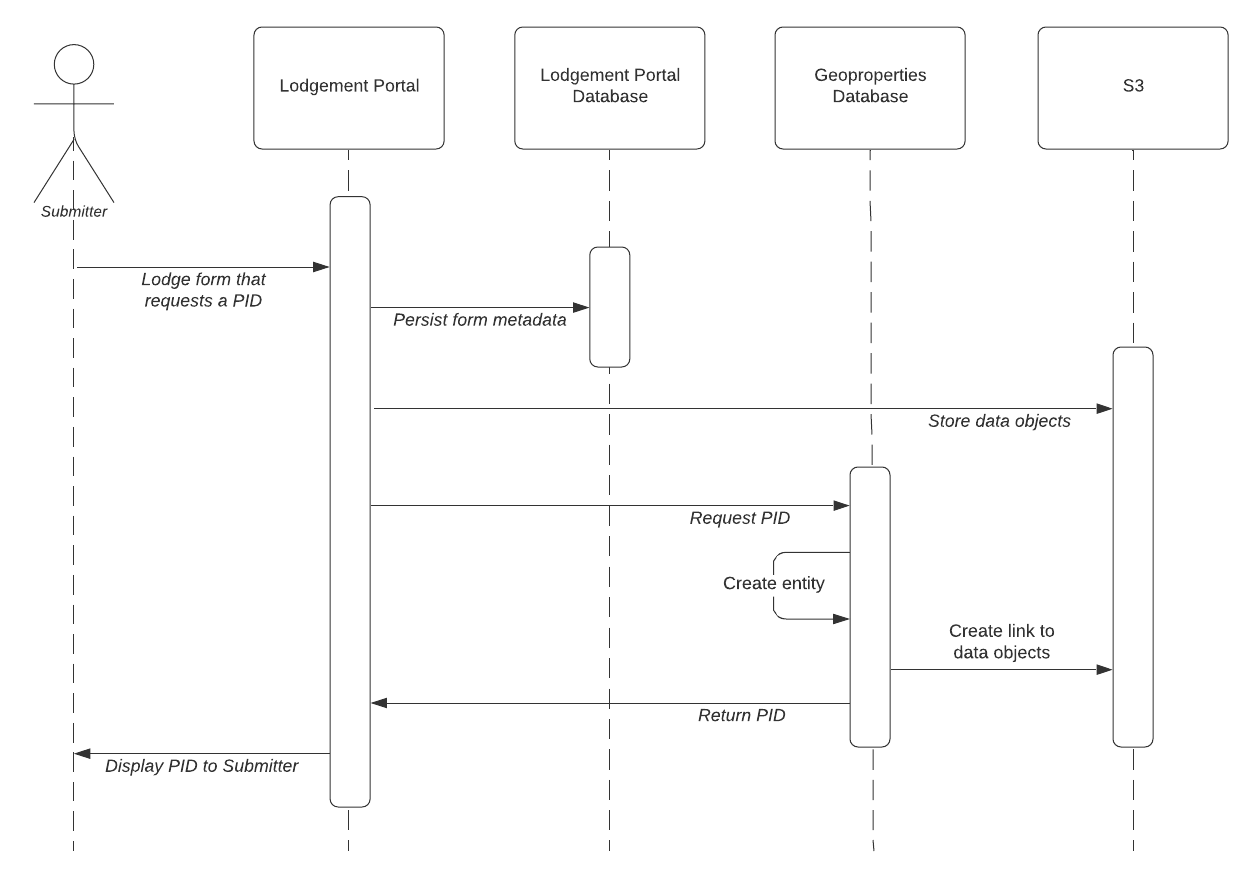 Lodgement Portal
Lodgement Portal
Database
Geoproperties
Database
S3
Submitter
Lodge form that
requests a PID
Persist form metadata
Store data objects
Request PID
Create entity
Create link to
data objects
Return PID
Display PID to Submitter